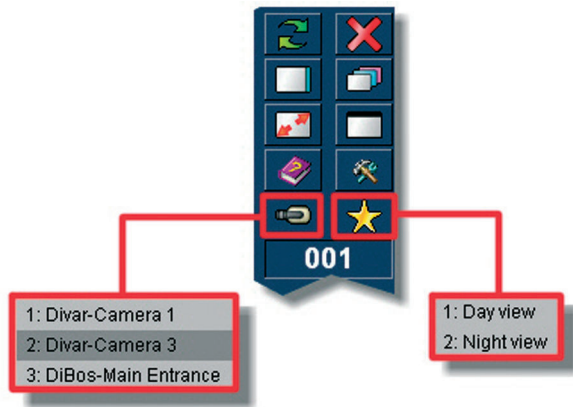 001
1: Divar-Camera 1
2: Divar-Camera 3
3: DiBos-Main Entrance
1: Day view
2: Night view